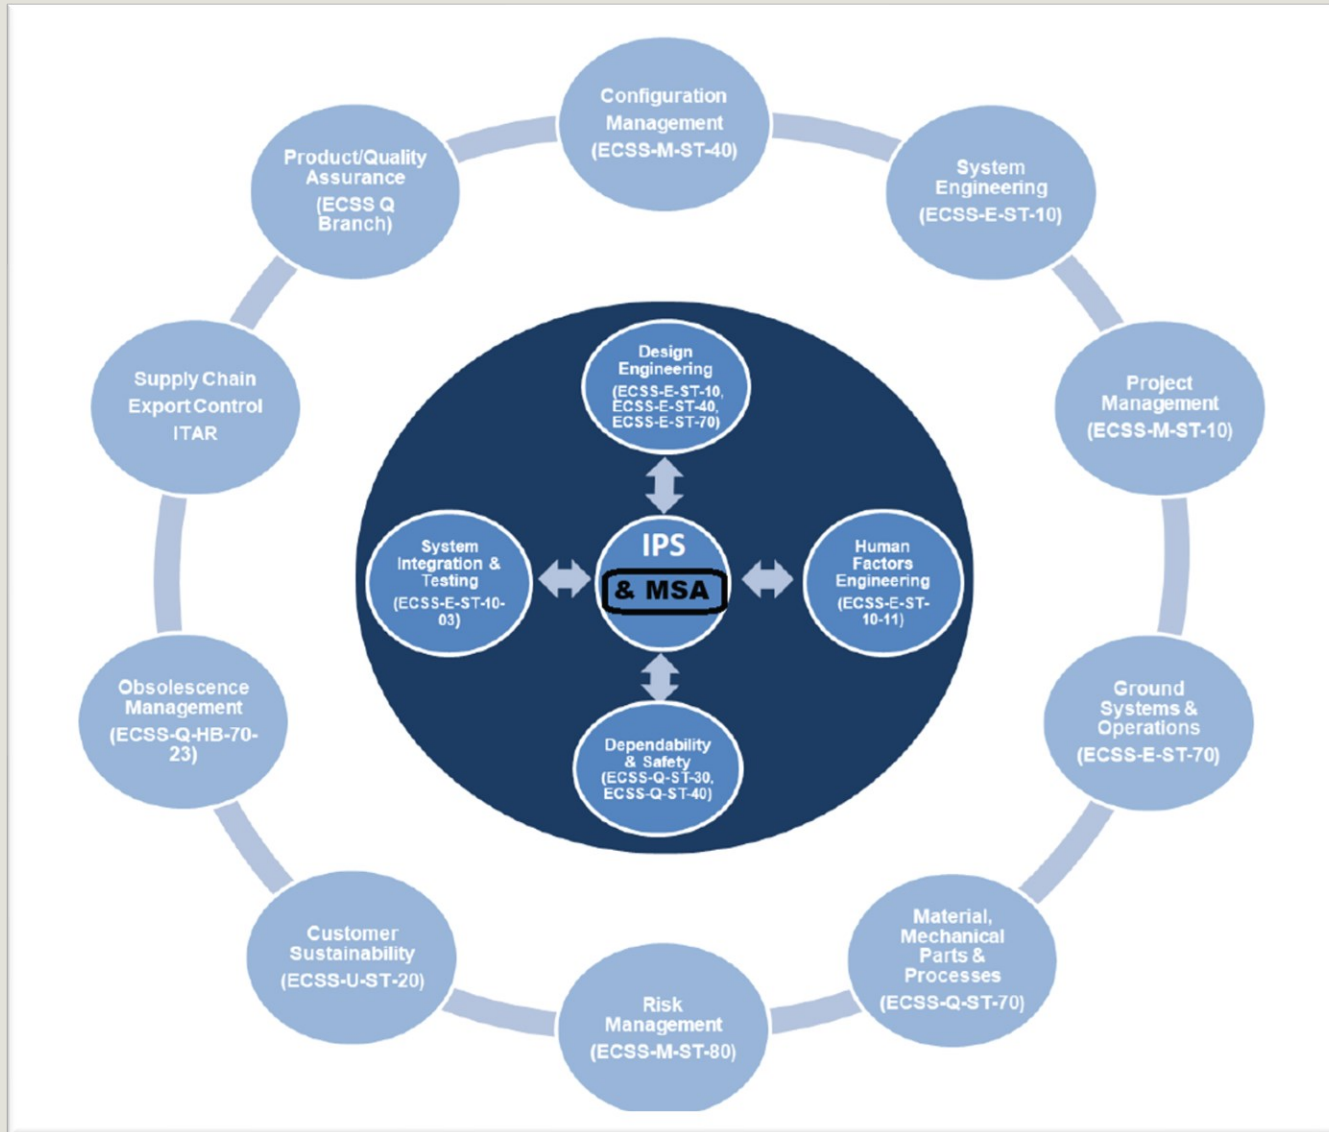 Configuration
Management
(ECSS-M-ST-40)
System
Engineering
(ECSS-E-ST-10)
Project
Management
(ECSS-M-ST-10)
Ground
Systems &
Operations
(ECSS-E-ST-70)
Material,
Mechanical
Parts &
Processes
(ECSS-Q-ST-70)
Risk
Management
(ECSS-M-ST-80)
Customer
Sustainability
(ECSS-U-ST-20)
Obsolescence
Management
(ECSS-Q-HB-70-
23)
Supply Chain
Export Control
ITAR
Product/Quality
Assurance
(ECSS Q
Branch)
Design
Engineering
(ECSS-E-ST-10,
ECSS-E-ST-40,
ECSS-E-ST-70)
System
Integration &
Testing
(ECSS-E-ST-10-
03)
IPS
& MSA
Human
Factors
Engineering
(ECSS-E-ST-
10-11)
Dependability
& Safety
(ECSS-Q-ST-30,
ECSS-Q-ST-40)